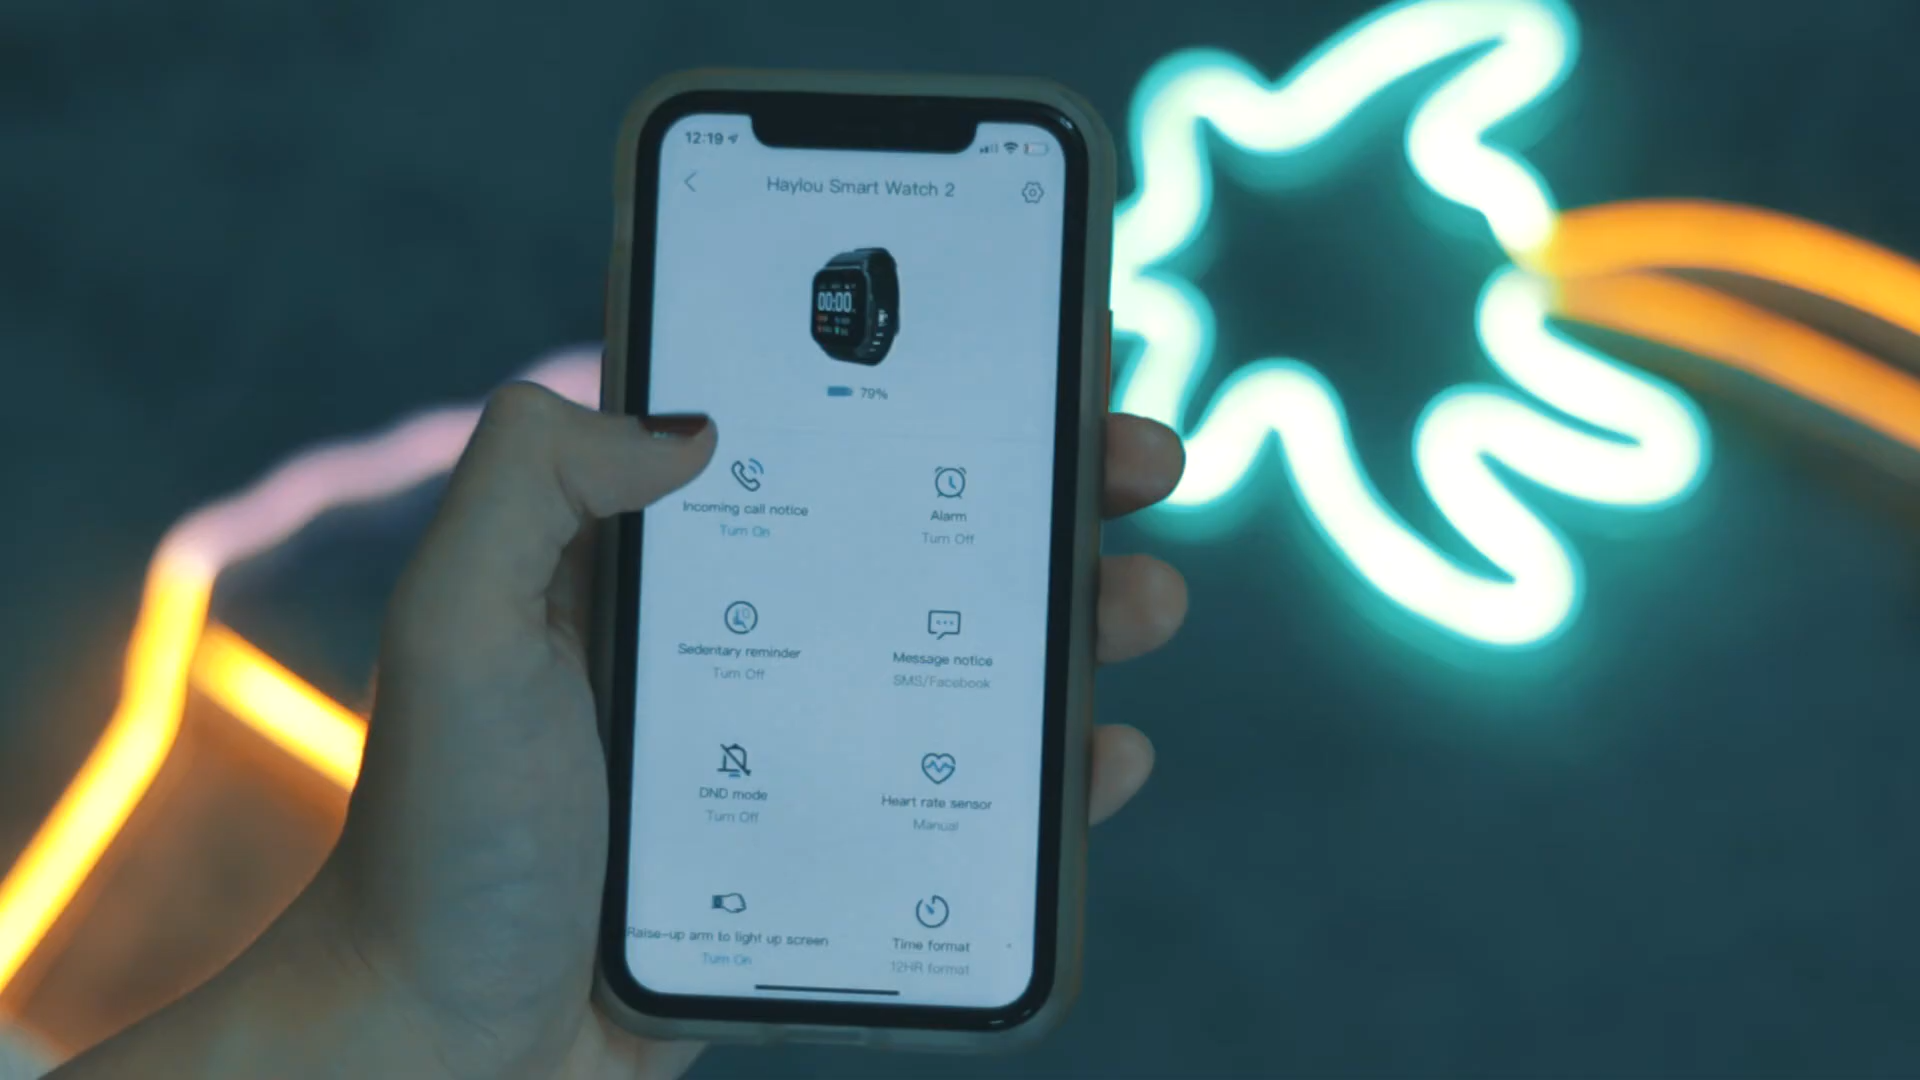 12:19
Haylou Smart Watch 2
00:00
79%
Incoming call notice
Turn On
Alarm
Turn Off
Sedentary reminder
Turn Off
Message notice
SMS/Facebook
DND mode
Turn Off
Heart rate sensor
Manual
Raise-up arm to light up screen
Turn On
Time format
12HR format